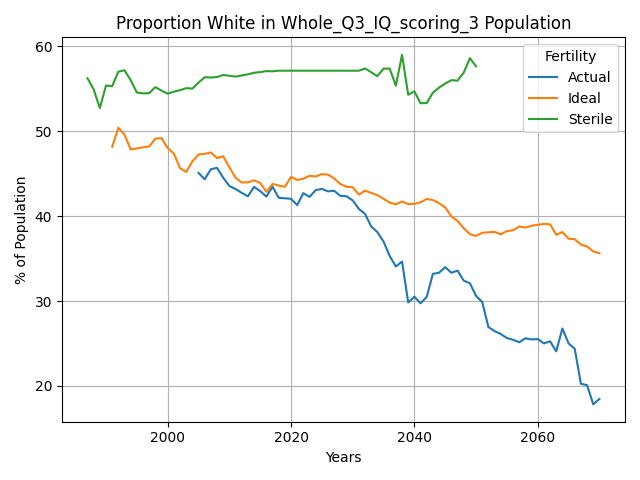 Proportion White in Whole_Q3_IQ_scoring_3 Population
Fertility
Actual
Ideal
Sterile
% of Population
60
50
40
30
20
2000
2020
2040
2060
Years